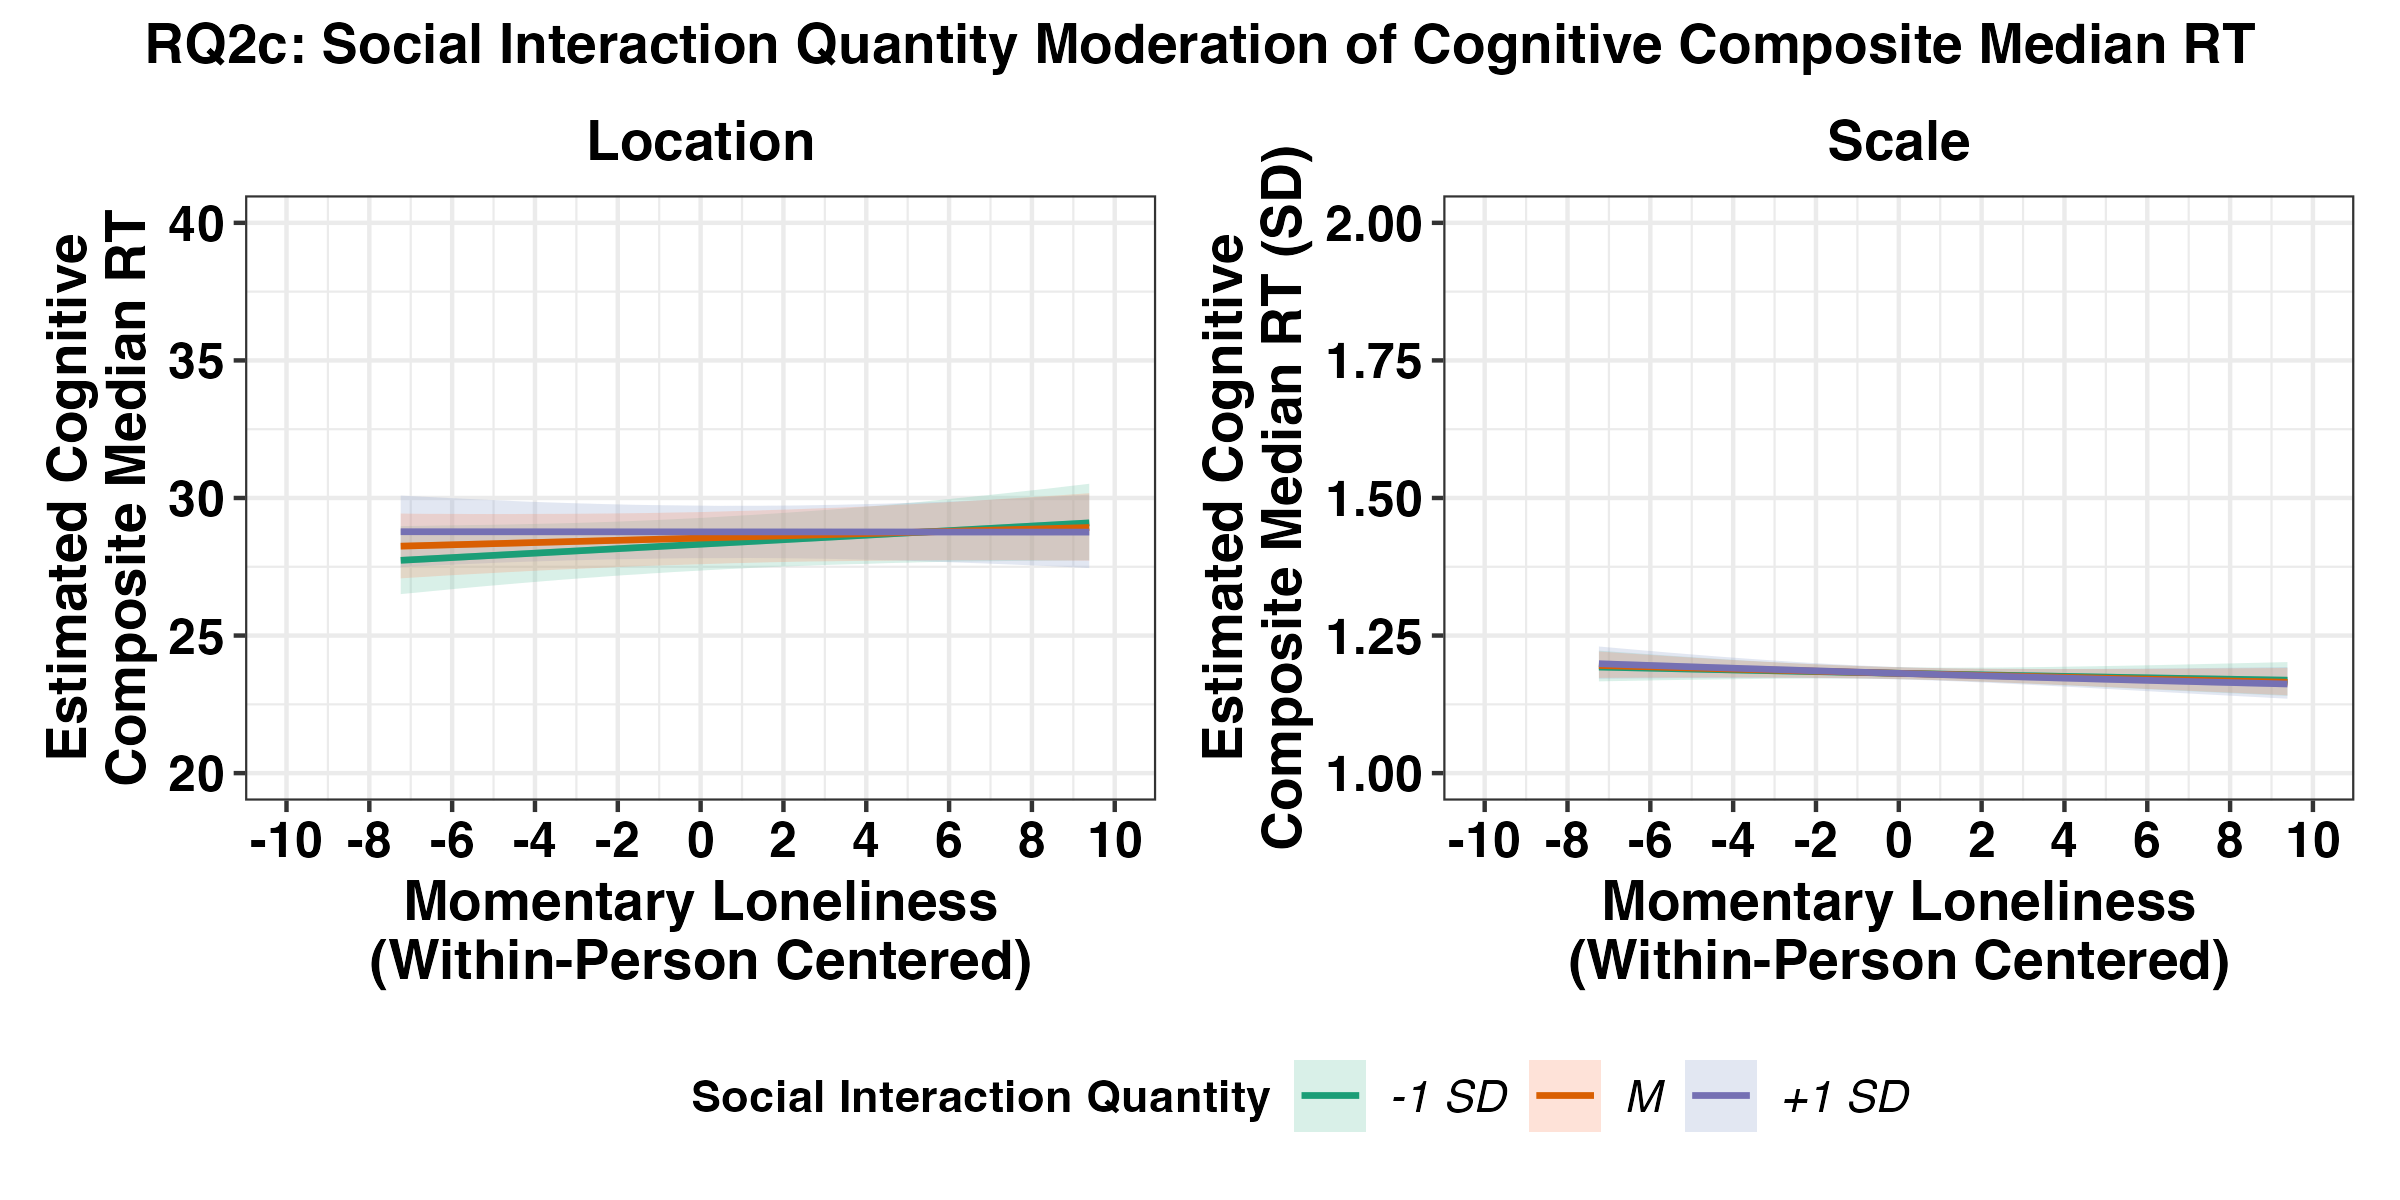 RQ2c: Social Interaction Quantity Moderation of Cognitive Composite Median RT
Location
Estimated Cognitive
Composite Median RT
40
35
30
25
20
-10 -8 -6 -4 -2 0 2 4 6 8 10
Momentary Loneliness
(Within-Person Centered)
Scale
Estimated Cognitive
Composite Median RT (SD)
2.00
1.75
1.50
1.25
1.00
-10 -8 -6 -4 -2 0 2 4 6 8 10
Momentary Loneliness
(Within-Person Centered)
Social Interaction Quantity -1 SD M +1 SD